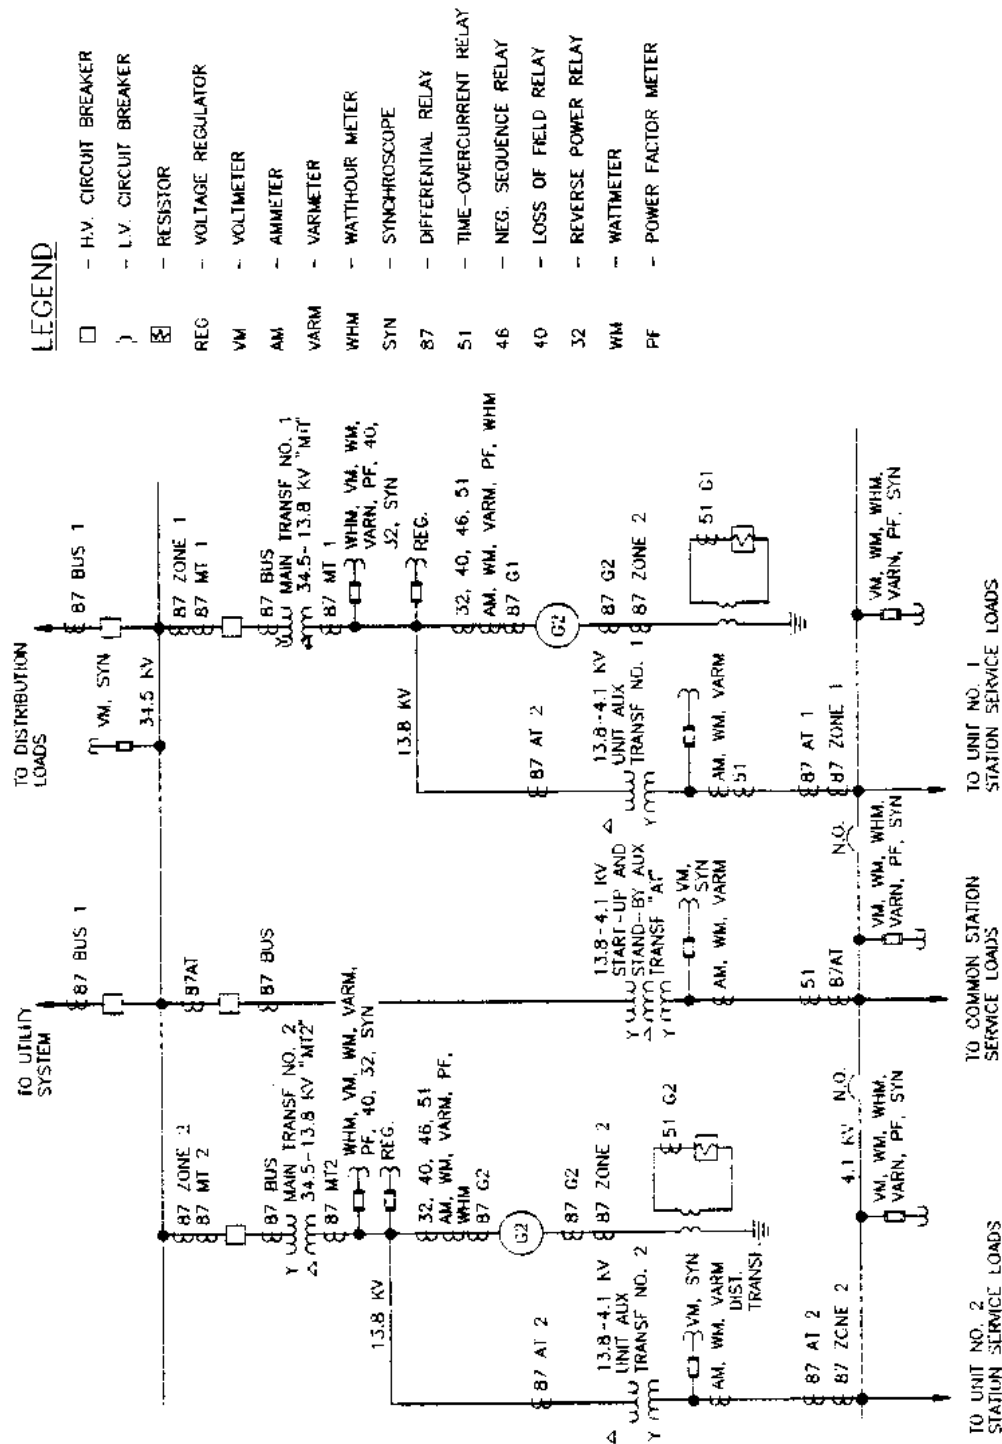 LEGEND
□ – H.V. CIRCUIT BREAKER
– L.V. CIRCUIT BREAKER
– RESISTOR
REG – VOLTAGE REGULATOR
VM – VOLTMETER
AM – AMMETER
VARM – VARMETER
WHM – WATTHOUR METER
SYN – SYNCHROSCOPE
87 – DIFFERENTIAL RELAY
51 – TIME-OVERCURRENT RELAY
46 – NEG. SEQUENCE RELAY
40 – LOSS OF FIELD RELAY
32 – REVERSE POWER RELAY
WM – WATTMETER
PF – POWER FACTOR METER
TO UTILITY
SYSTEM
87 BUS 1
TO DISTRIBUTION
LOADS
87 BUS 1
VM, SYN
34.5 KV
87 ZONE 2
87 MT 2
87 BUS
Y
MAIN TRANSF NO. 2
Δ
34.5-13.8 KV "MT2"
87 MT2
WHM, VM, WM, VARM,
PF, 40, 32, SYN
REG.
13.8 KV
32, 40, 46, 51
AM, WM, VARM, PF,
WHM
87 G2
G2
87 G2
87 ZONE 2
51 G2
DIST.
TRANSF.
87 AT 2
13.8-4.1 KV
UNIT AUX
TRANSF NO. 2
Δ
Y
VM, SYN
AM, WM, VARM
87 AT 2
87 ZONE 2
TO UNIT NO. 2
STATION SERVICE LOADS
4.1 KV
N.O.
VM, WM, WHM,
VARN, PF, SYN
87AT
87 BUS
13.8-4.1 KV
START-UP AND
STAND-BY AUX
TRANSF "AT"
Y
Δ
Y
VM,
SYN
AM, WM, VARM
51
87AT
TO COMMON STATION
SERVICE LOADS
VM, WM, WHM,
VARN, PF, SYN
N.O.
87 ZONE 1
87 MT 1
87 BUS
Y
MAIN TRANSF NO. 1
34.5-13.8 KV "MT"
87 MT 1
WHM, VM, WM,
VARN, PF, 40,
32, SYN
REG.
13.8 KV
32, 40, 46, 51
AM, WM, VARM, PF, WHM
87 G1
G2
87 G2
87 ZONE 2
51 G1
87 AT 2
13.8-4.1 KV
UNIT AUX
TRANSF NO. 1
Δ
Y
AM, WM, VARM
51
87 AT 1
87 ZONE 1
TO UNIT NO. 1
STATION SERVICE LOADS
VM, WM, WHM,
VARN, PF, SYN